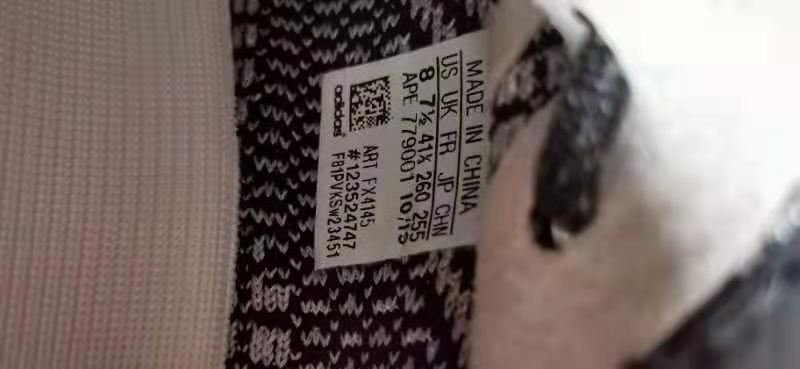 MADE IN CHINA
US UK FR JP CHN
8 7½ 41⅓ 260 255
APE 779001 10/15
adidas
ART FX4145
#123524747
F81PVKSW23451